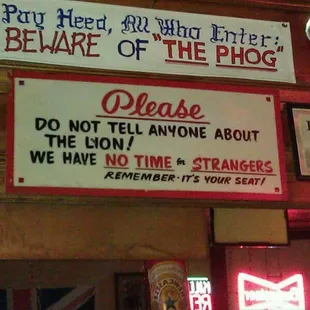 Pay Heed, All Who Enter:
BEWARE OF "THE PHOG"
Please
DO NOT TELL ANYONE ABOUT
THE LION!
WE HAVE NO TIME for STRANGERS
REMEMBER - IT'S YOUR SEAT!